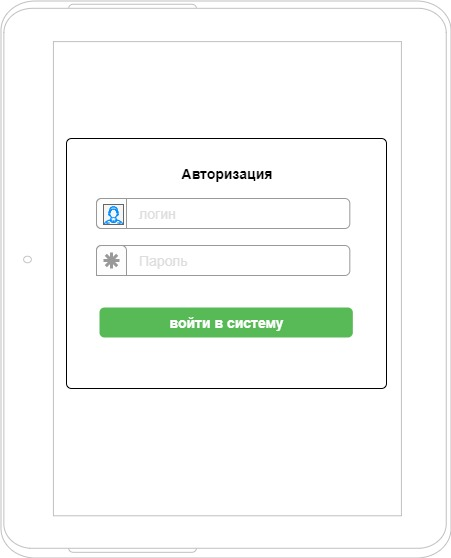 Авторизация
логин
Пароль
войти в систему